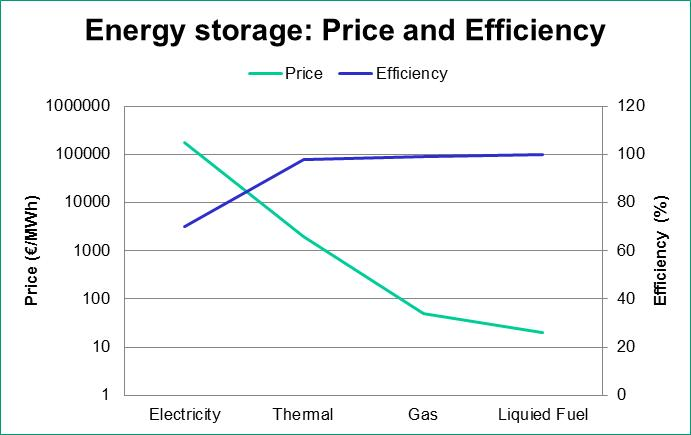 Energy storage: Price and Efficiency
Price Efficiency
1000000
100000
10000
1000
100
10
1
Price (€/MWh)
120
100
80
60
40
20
0
Efficiency (%)
Electricity Thermal Gas Liquied Fuel